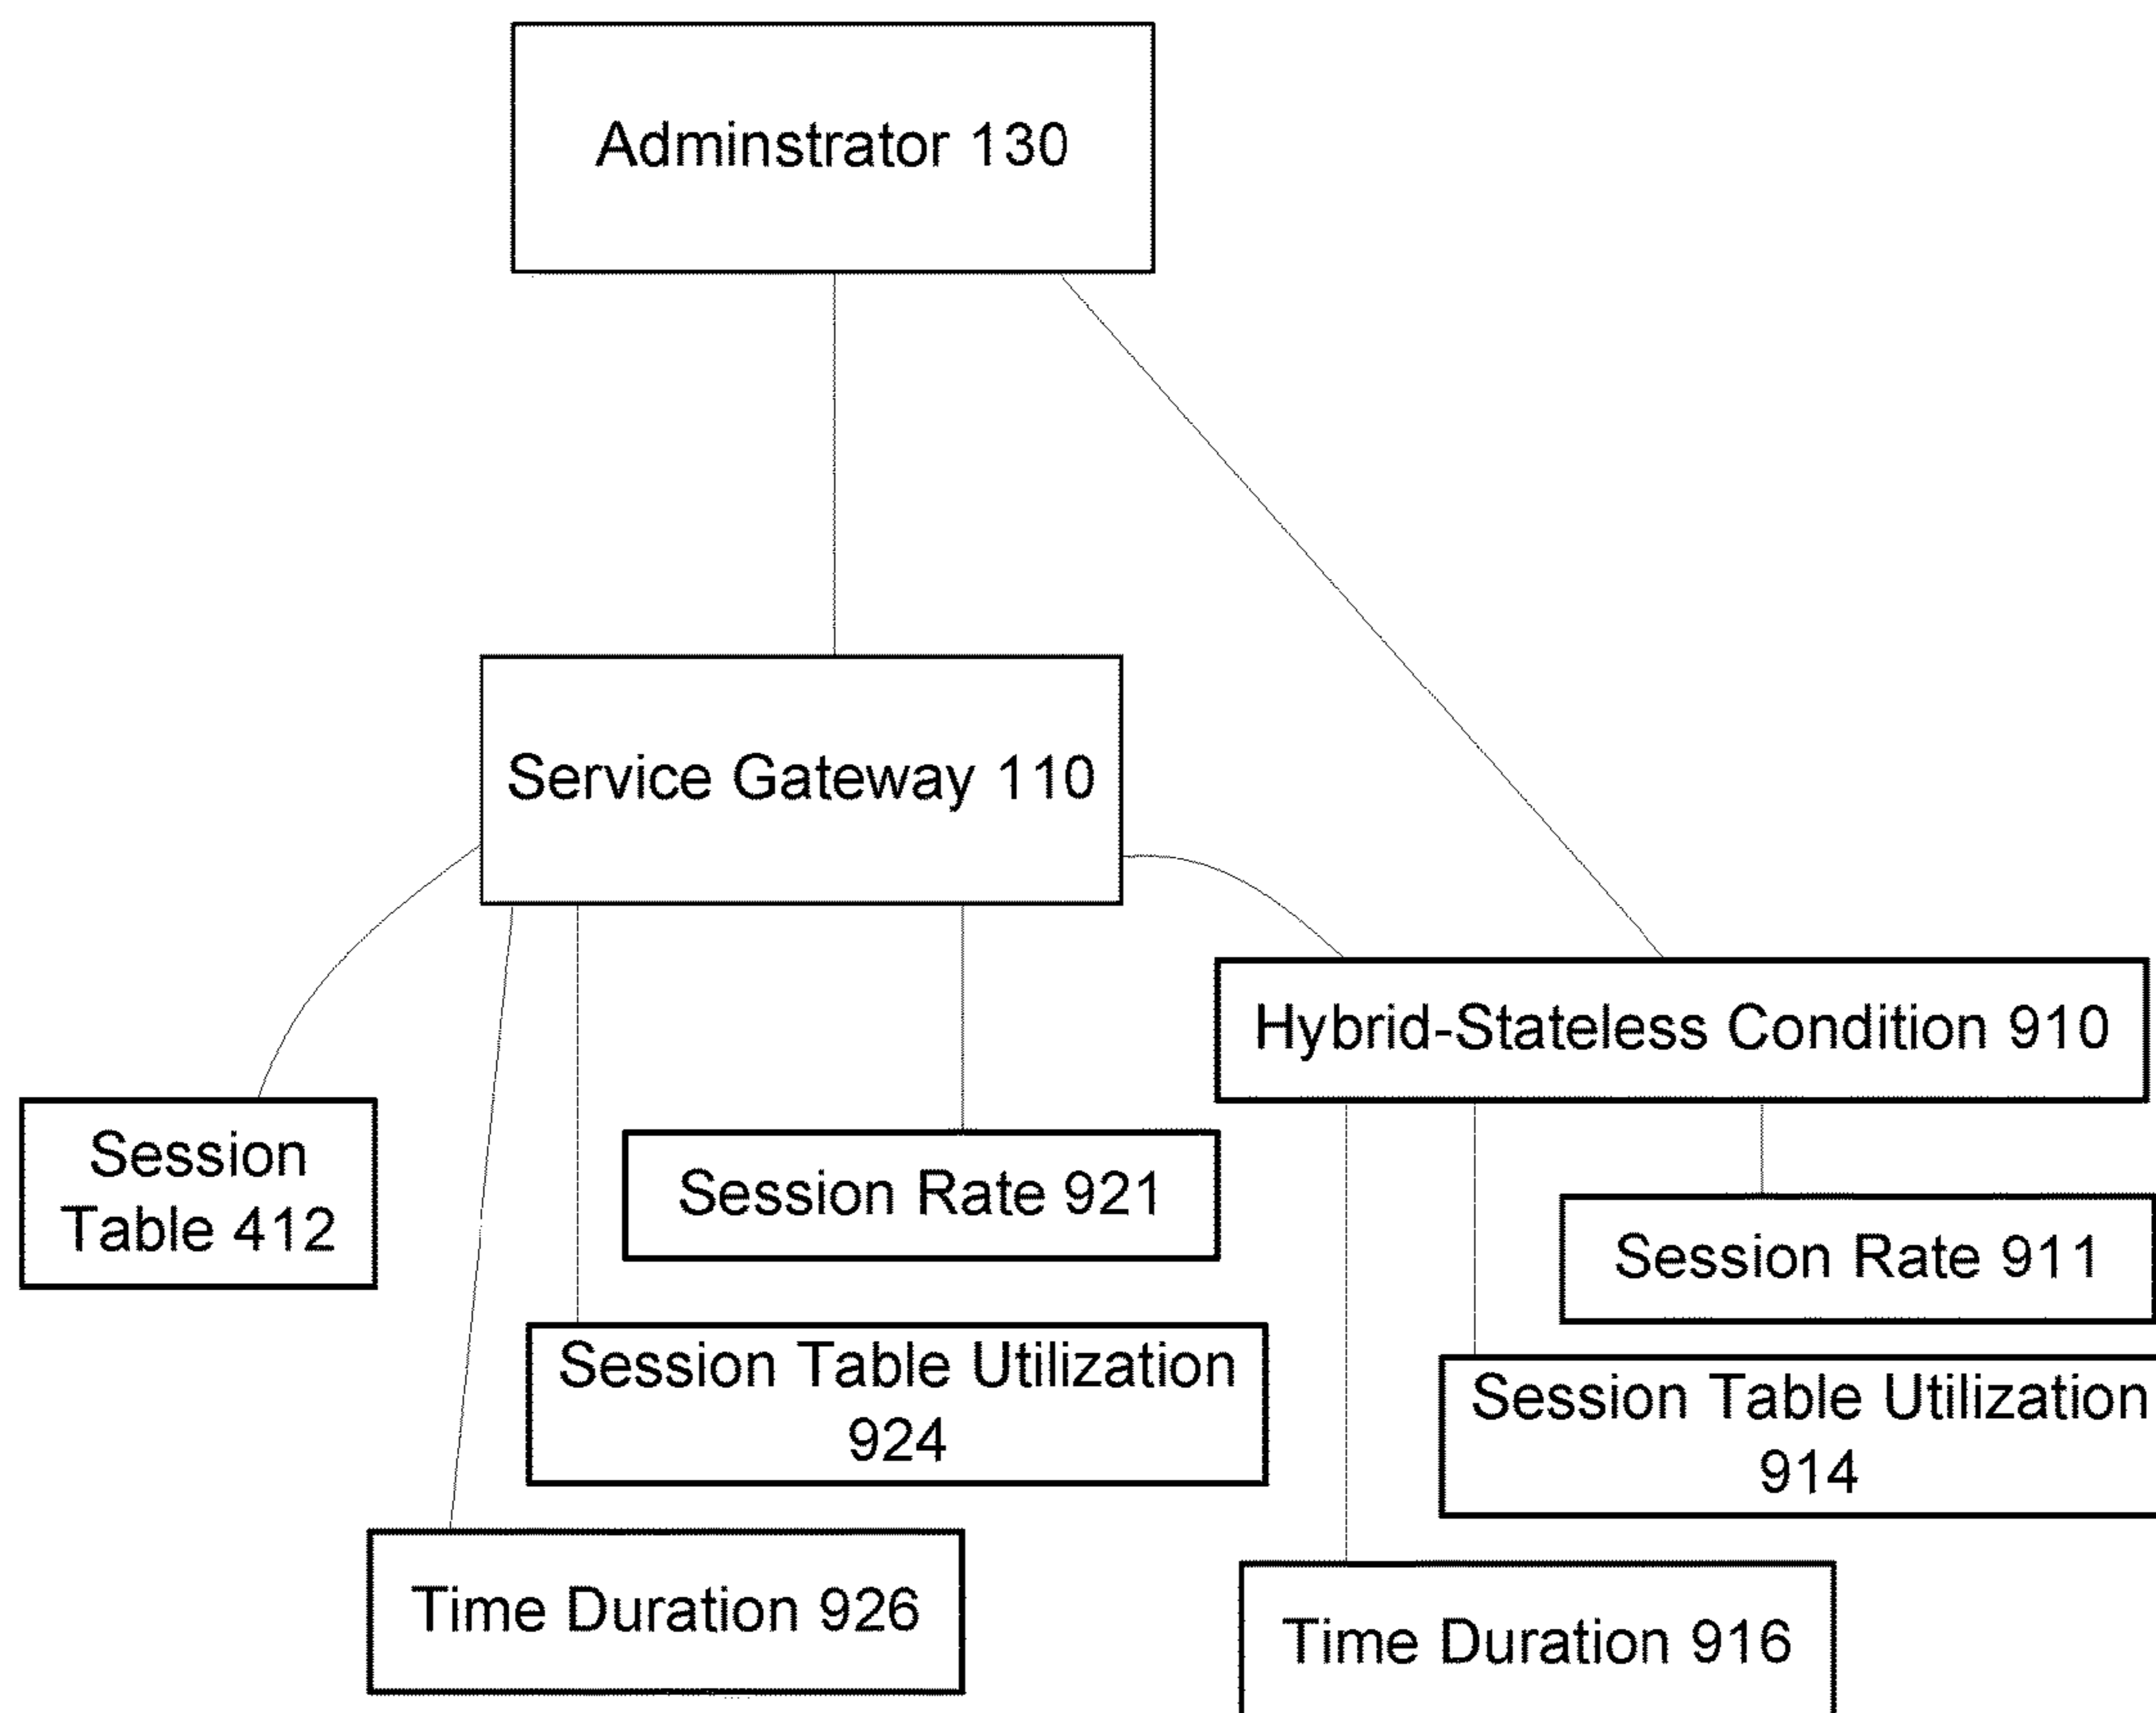 Adminstrator 130
Service Gateway 110
Hybrid-Stateless Condition 910
Session
Table 412
Session Rate 921
Session Rate 911
Session Table Utilization
924
Session Table Utilization
914
Time Duration 926
Time Duration 916